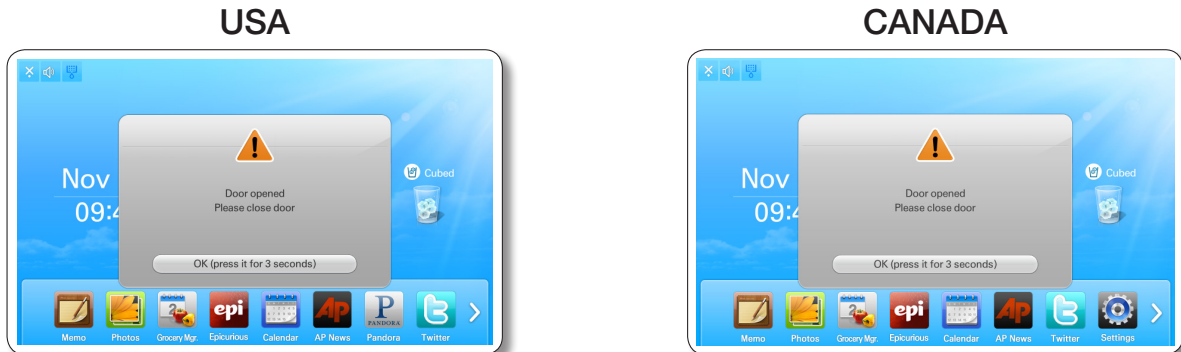 USA
Nov
09:4
Cubed
Door opened
Please close door
OK (press it for 3 seconds)
2
epi
AP
P
PANDORA
Memo
Photos
Grocery Mgr.
Epicurious
Calendar
AP News
Pandora
Twitter
CANADA
Nov
09:4
Cubed
Door opened
Please close door
OK (press it for 3 seconds)
2
epi
AP
Memo
Photos
Grocery Mgr.
Epicurious
Calendar
AP News
Twitter
Settings